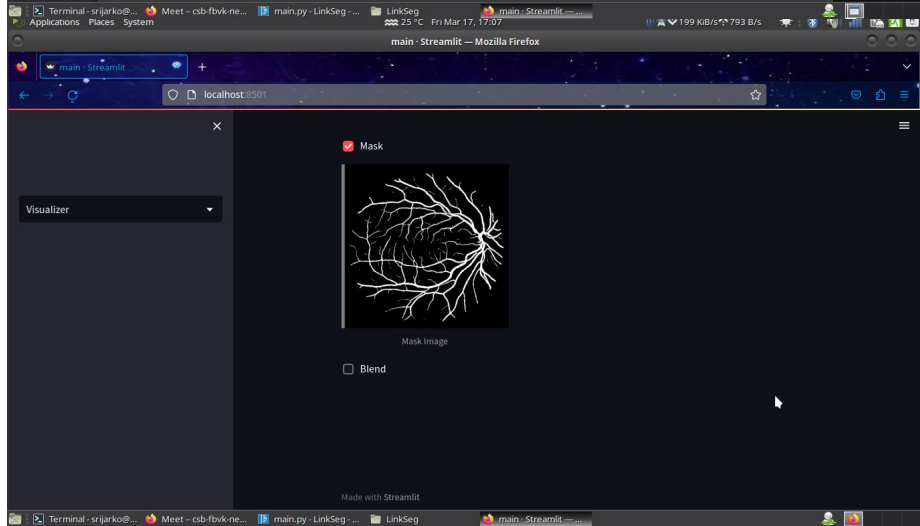 Terminal - srijarko@... Meet – csb-fbvk-ne... main.py - LinkSeg - ... LinkSeg main · Streamlit — ...
Applications Places System 25 °C Fri Mar 17, 17:07 199 KiB/s 793 B/s
main · Streamlit — Mozilla Firefox
main · Streamlit
localhost:8501
Mask
Visualizer
Mask Image
Blend
Made with Streamlit
Terminal - srijarko@... Meet – csb-fbvk-ne... main.py - LinkSeg - ... LinkSeg main · Streamlit — ...